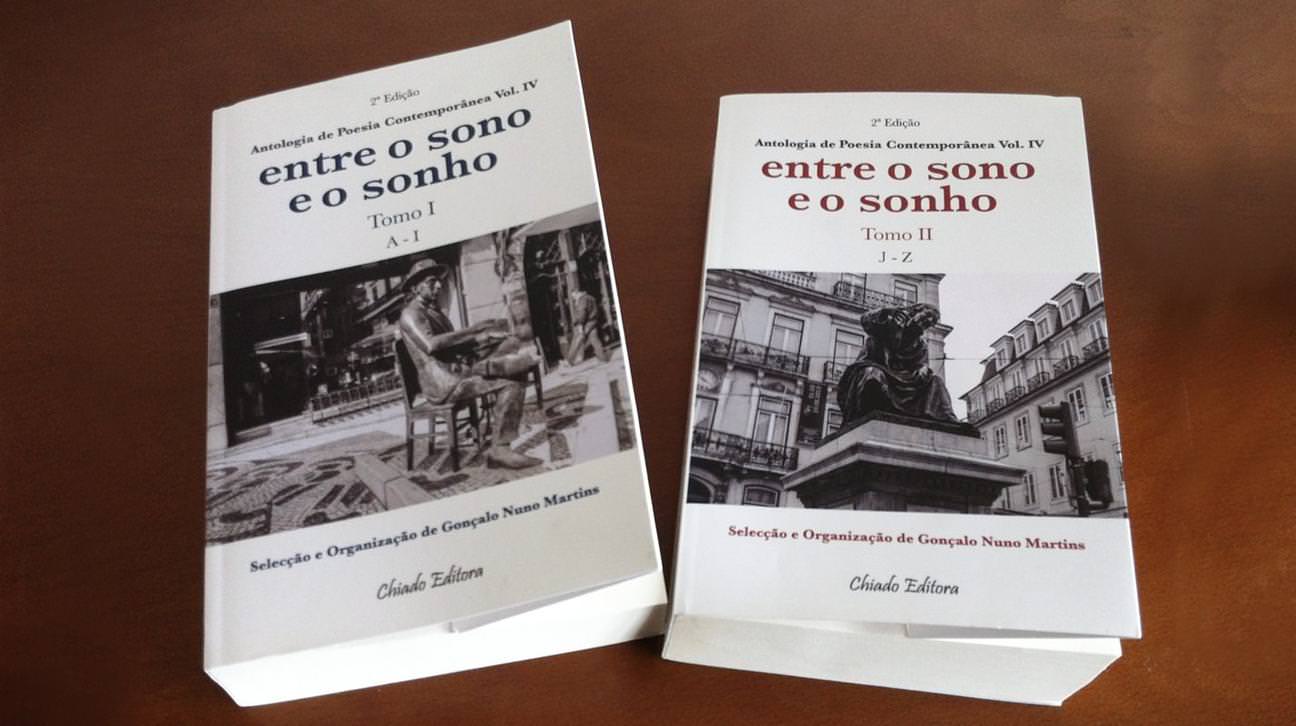 2ª Edição
Antologia de Poesia Contemporânea Vol. IV
entre o sono
e o sonho
Tomo I
A - I
Selecção e Organização de Gonçalo Nuno Martins
Chiado Editora
2ª Edição
Antologia de Poesia Contemporânea Vol. IV
entre o sono
e o sonho
Tomo II
J - Z
Selecção e Organização de Gonçalo Nuno Martins
Chiado Editora